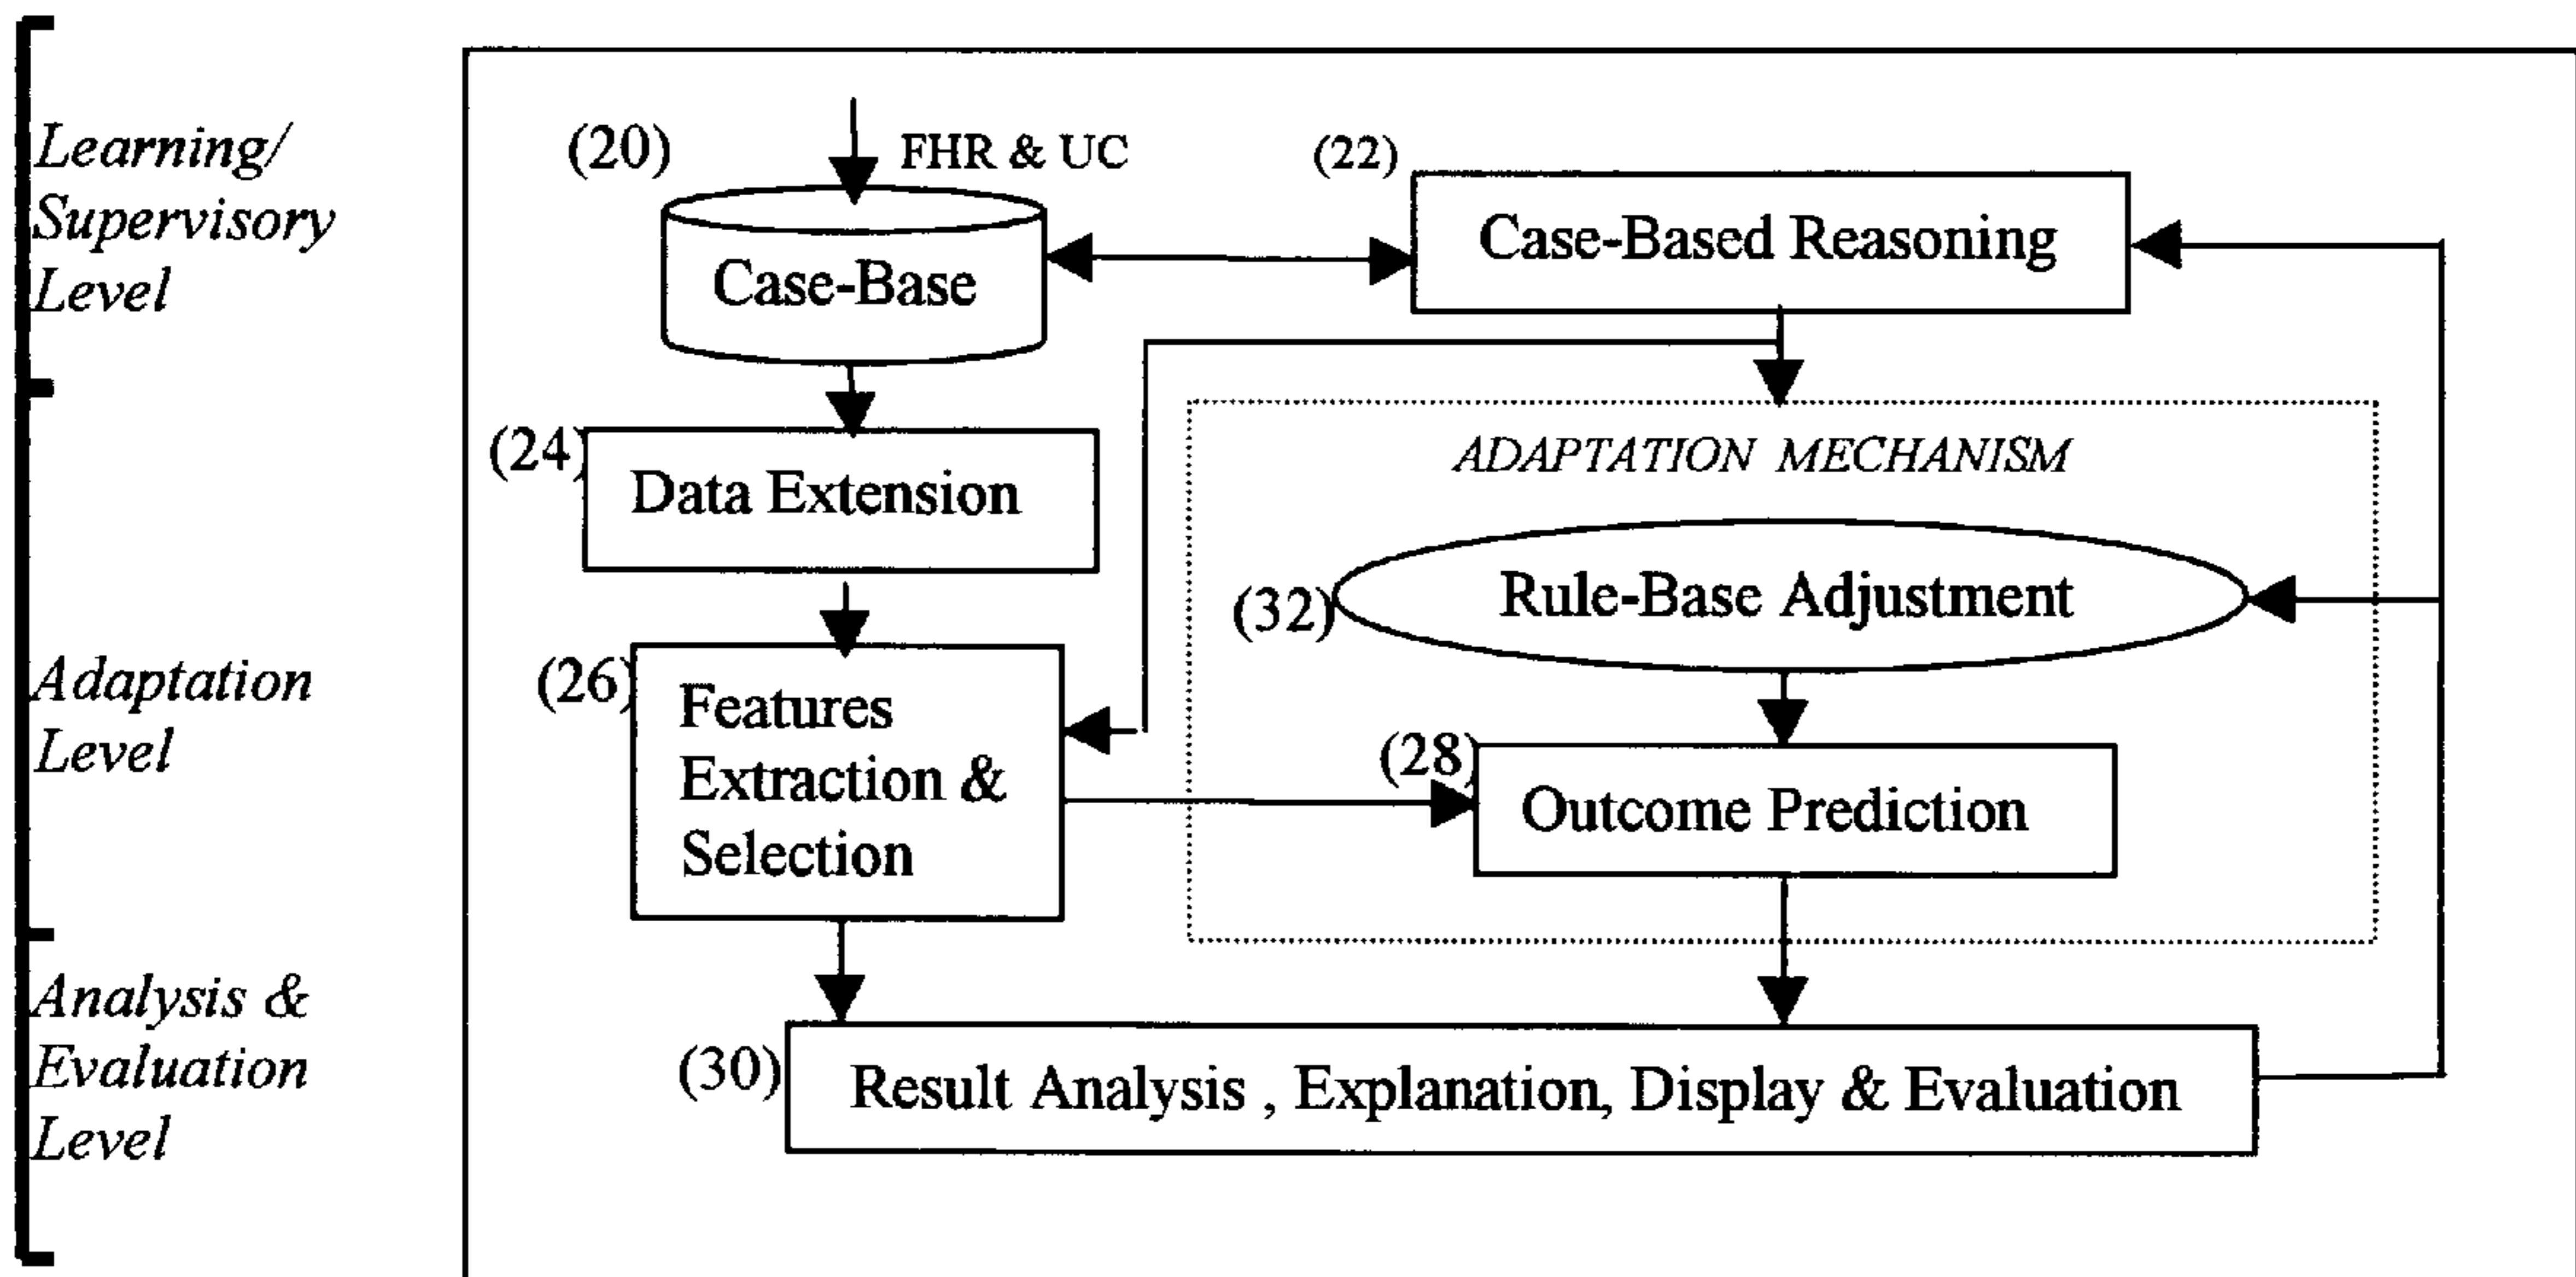 Learning/
Supervisory
Level
Adaptation
Level
Analysis &
Evaluation
Level
(20)
FHR & UC
Case-Base
(22)
Case-Based Reasoning
(24)
Data Extension
(26)
Features
Extraction &
Selection
ADAPTATION MECHANISM
(32)
Rule-Base Adjustment
(28)
Outcome Prediction
(30)
Result Analysis , Explanation, Display & Evaluation